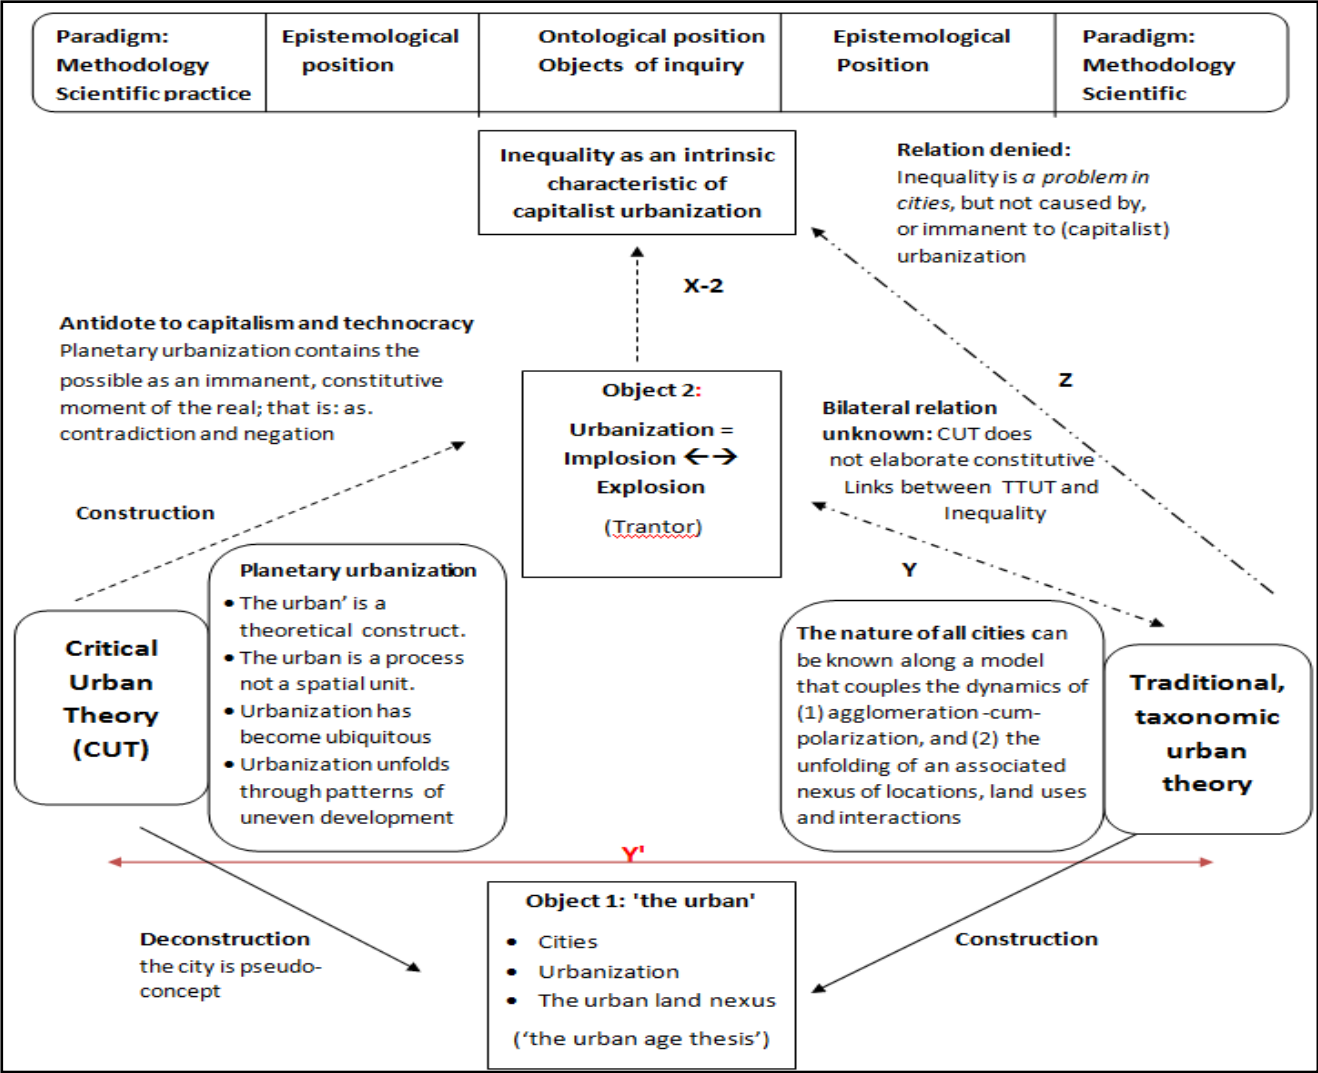 Paradigm:
Methodology
Scientific practice
Epistemological
position
Ontological position
Objects of inquiry
Epistemological
Position
Paradigm:
Methodology
Scientific
Inequality as an intrinsic
characteristic of
capitalist urbanization
Relation denied:
Inequality is a problem in
cities, but not caused by,
or immanent to (capitalist)
urbanization
X-2
Antidote to capitalism and technocracy
Planetary urbanization contains the
possible as an immanent, constitutive
moment of the real; that is: as.
contradiction and negation
Z
Object 2:
Urbanization =
Implosion ←→
Explosion
(Trantor)
Bilateral relation
unknown: CUT does
not elaborate constitutive
Links between TTUT and
Inequality
Construction
Y
Planetary urbanization
• The urban’ is a
theoretical construct.
• The urban is a process
not a spatial unit.
• Urbanization has
become ubiquitous
• Urbanization unfolds
through patterns of
uneven development
Critical
Urban
Theory
(CUT)
The nature of all cities can
be known along a model
that couples the dynamics of
(1) agglomeration -cum-
polarization, and (2) the
unfolding of an associated
nexus of locations, land uses
and interactions
Traditional,
taxonomic
urban
theory
Y'
Object 1: 'the urban'
• Cities
• Urbanization
• The urban land nexus
(‘the urban age thesis’)
Deconstruction
the city is pseudo-
concept
Construction